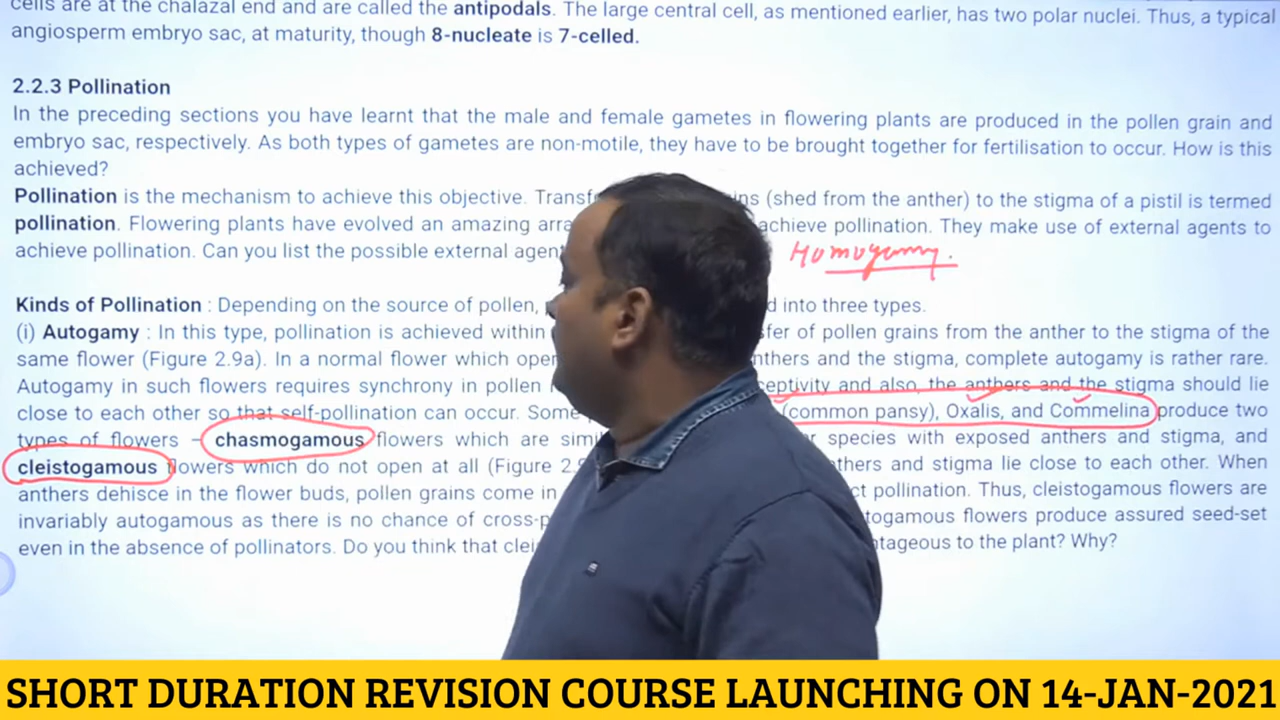 cells are at the chalazal end and are called the antipodals. The large central cell, as mentioned earlier, has two polar nuclei. Thus, a typical
angiosperm embryo sac, at maturity, though 8-nucleate is 7-celled.
2.2.3 Pollination
In the preceding sections you have learnt that the male and female gametes in flowering plants are produced in the pollen grain and
embryo sac, respectively. As both types of gametes are non-motile, they have to be brought together for fertilisation to occur. How is this
achieved?
Pollination is the mechanism to achieve this objective. Transf ins (shed from the anther) to the stigma of a pistil is termed
pollination. Flowering plants have evolved an amazing arra achieve pollination. They make use of external agents to
achieve pollination. Can you list the possible external agen
Homogamy.
Kinds of Pollination : Depending on the source of pollen, d into three types.
(i) Autogamy : In this type, pollination is achieved within sfer of pollen grains from the anther to the stigma of the
same flower (Figure 2.9a). In a normal flower which open nthers and the stigma, complete autogamy is rather rare.
Autogamy in such flowers requires synchrony in pollen ceptivity and also, the anthers and the stigma should lie
close to each other so that self-pollination can occur. Some (common pansy), Oxalis, and Commelina produce two
types of flowers – chasmogamous flowers which are simi r species with exposed anthers and stigma, and
cleistogamous flowers which do not open at all (Figure 2.9 thers and stigma lie close to each other. When
anthers dehisce in the flower buds, pollen grains come in ct pollination. Thus, cleistogamous flowers are
invariably autogamous as there is no chance of cross-p togamous flowers produce assured seed-set
even in the absence of pollinators. Do you think that clei ntageous to the plant? Why?
SHORT DURATION REVISION COURSE LAUNCHING ON 14-JAN-2021